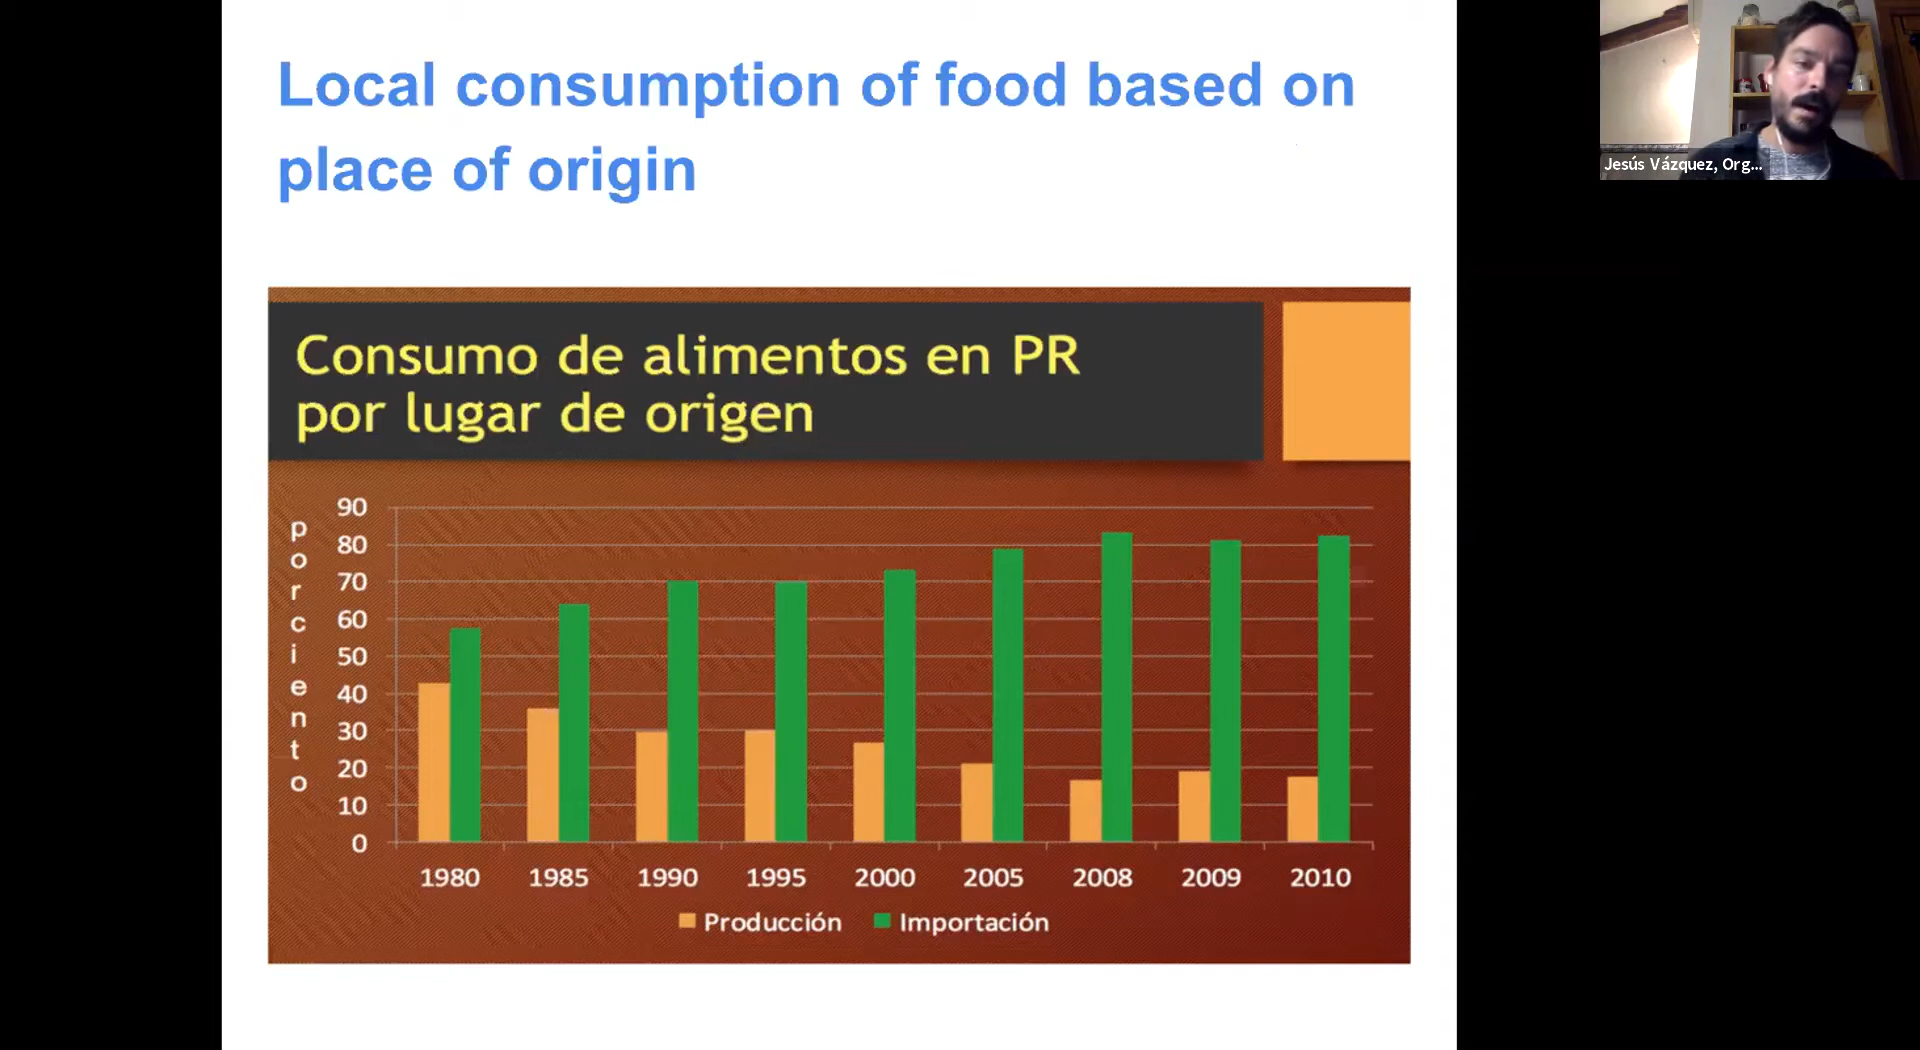 Local consumption of food based on
place of origin
Jesús Vázquez, Org...
Consumo de alimentos en PR
por lugar de origen
porciento
90
80
70
60
50
40
30
20
10
0
1980 1985 1990 1995 2000 2005 2008 2009 2010
Producción Importación